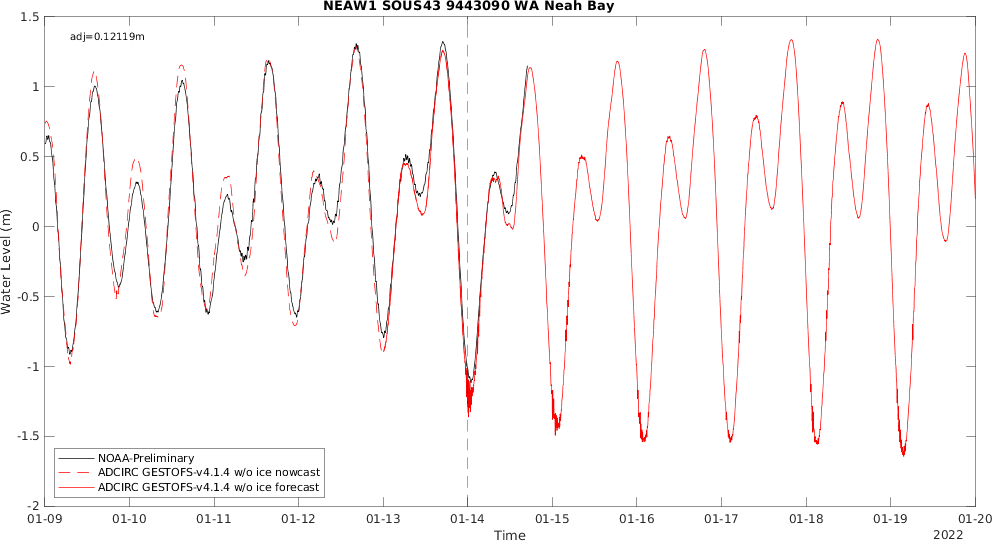 NEAW1 SOUS43 9443090 WA Neah Bay
adj=0.12119m
1.5
1
0.5
0
-0.5
-1
-1.5
-2
Water Level (m)
NOAA-Preliminary
ADCIRC GESTOFS-v4.1.4 w/o ice nowcast
ADCIRC GESTOFS-v4.1.4 w/o ice forecast
01-09 01-10 01-11 01-12 01-13 01-14 01-15 01-16 01-17 01-18 01-19 01-20
Time
2022